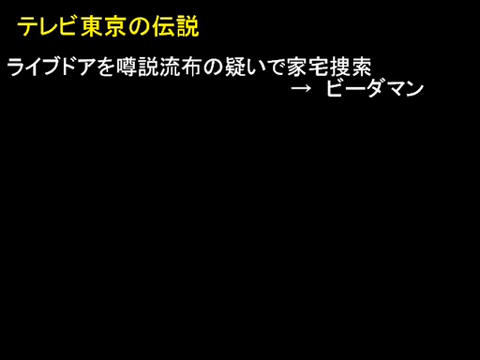 テレビ東京の伝説
ライブドアを噂説流布の疑いで家宅捜索
→ ビーダマン